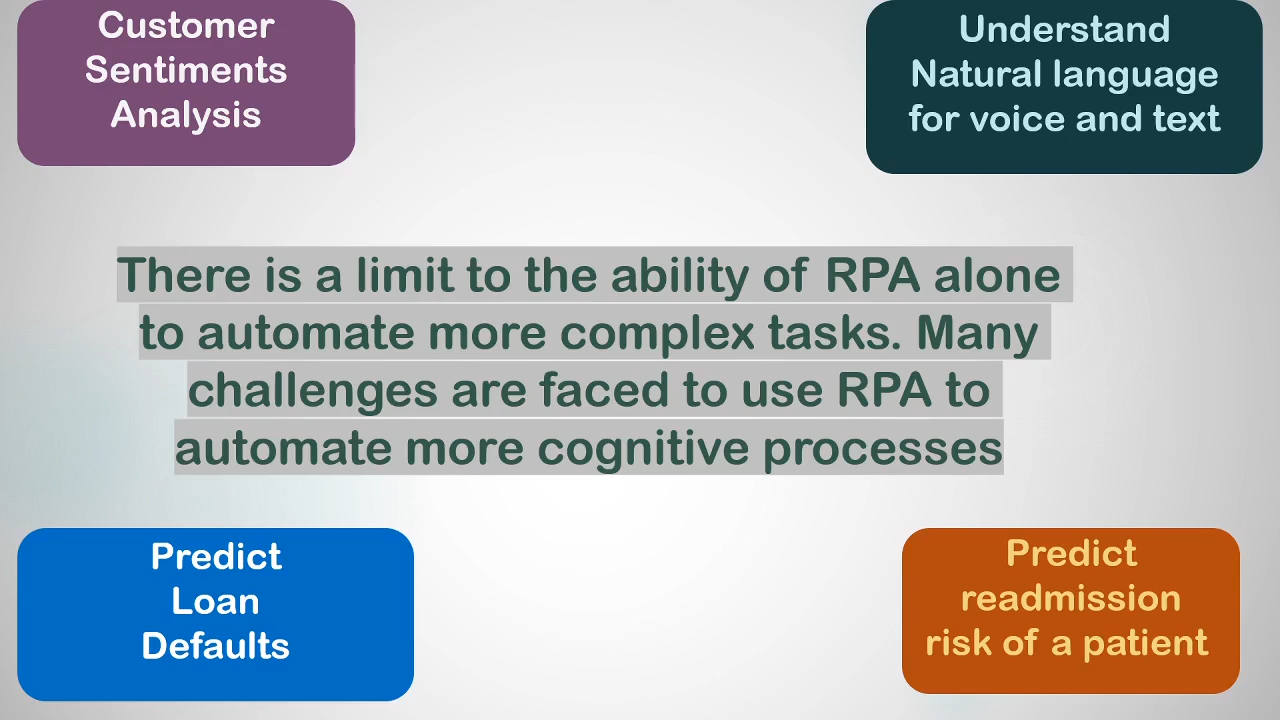 Customer
Sentiments
Analysis
Understand
Natural language
for voice and text
There is a limit to the ability of RPA alone
to automate more complex tasks. Many
challenges are faced to use RPA to
automate more cognitive processes
Predict
Loan
Defaults
Predict
readmission
risk of a patient